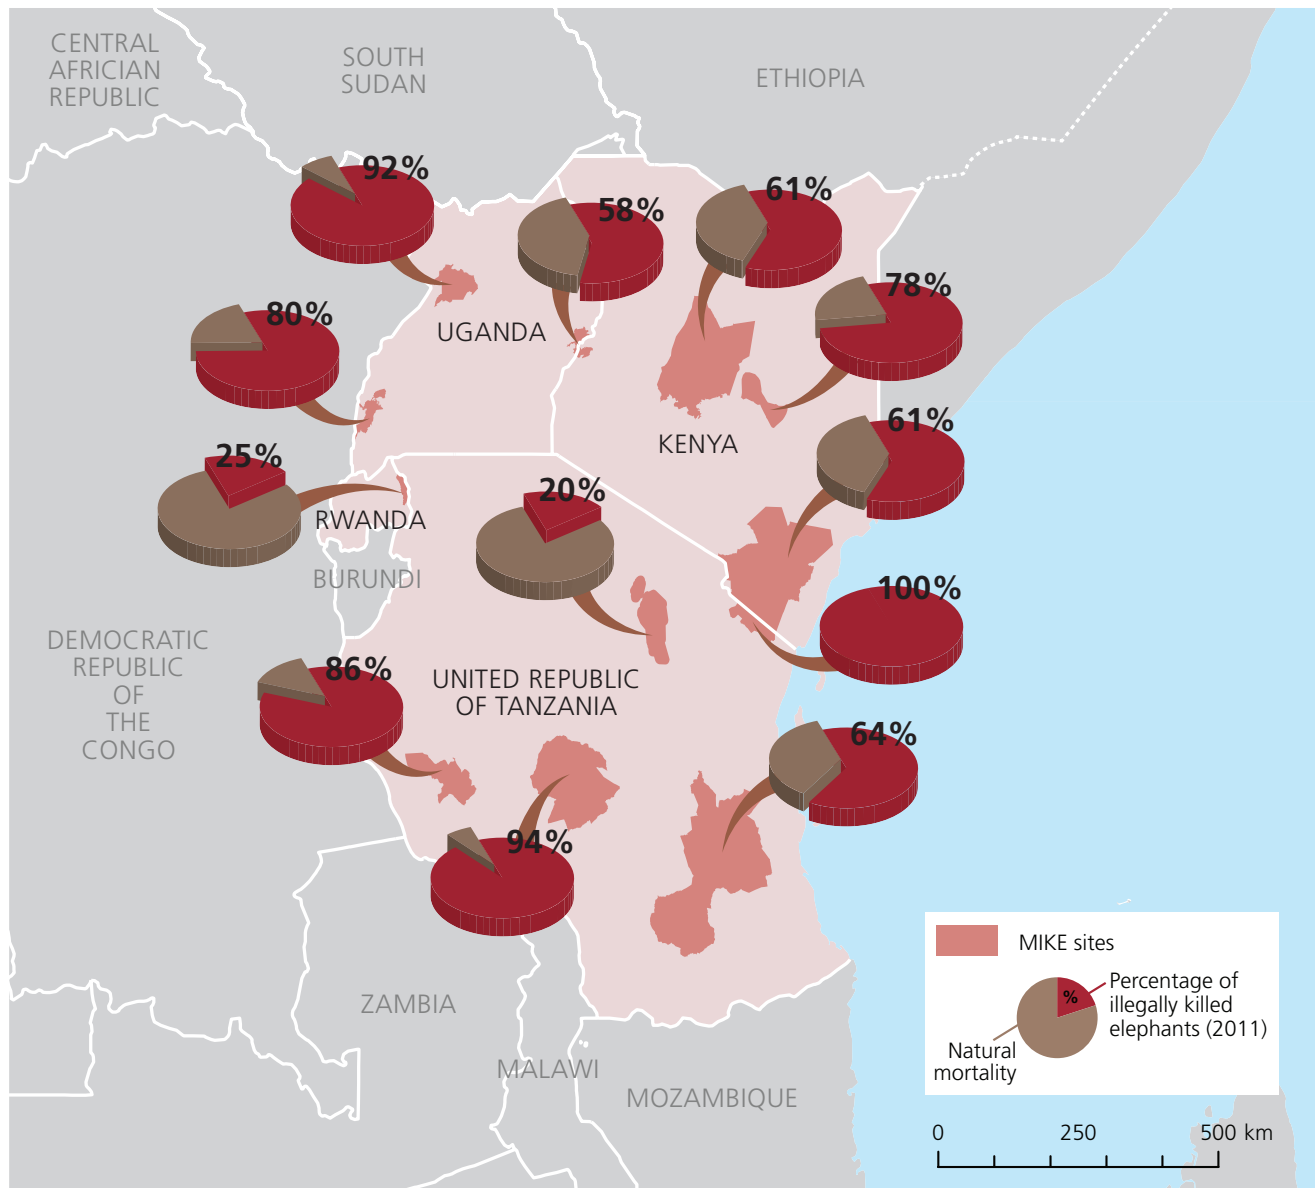 CENTRAL
AFRICIAN
REPUBLIC
SOUTH
SUDAN
ETHIOPIA
92%
58%
61%
78%
80%
UGANDA
61%
KENYA
25%
20%
RWANDA
BURUNDI
100%
DEMOCRATIC
REPUBLIC
OF
THE
CONGO
86%
UNITED REPUBLIC
OF TANZANIA
64%
94%
ZAMBIA
MALAWI
MOZAMBIQUE
MIKE sites
%
Percentage of
illegally killed
elephants (2011)
Natural
mortality
0 250 500 km